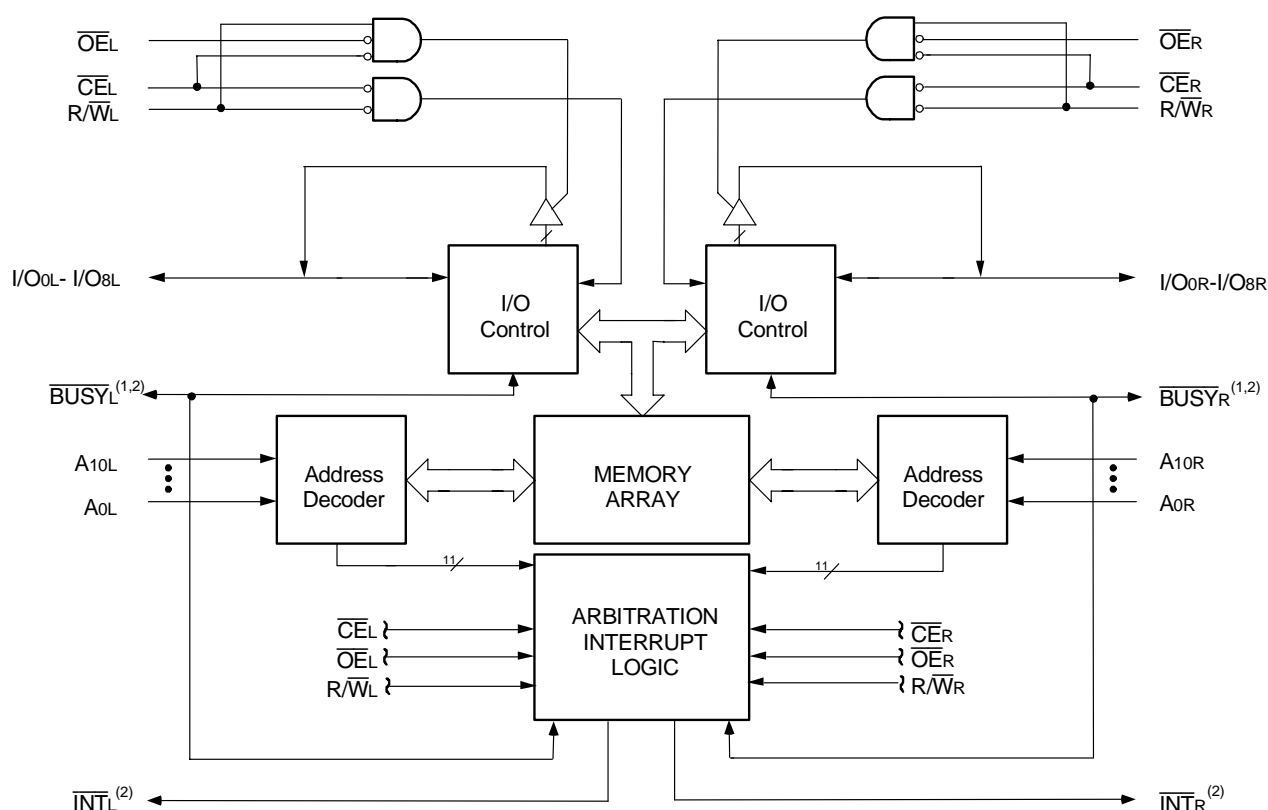 OEL
OER
CEL
CER
R/WL
R/WR
I/O0L- I/O8L
I/O Control
I/O Control
I/O0R-I/O8R
BUSYL(1,2)
BUSYR(1,2)
A10L
A0L
Address Decoder
MEMORY ARRAY
Address Decoder
A10R
A0R
11
11
ARBITRATION INTERRUPT LOGIC
CEL
OEL
R/WL
CER
OER
R/WR
INTL(2)
INTR(2)